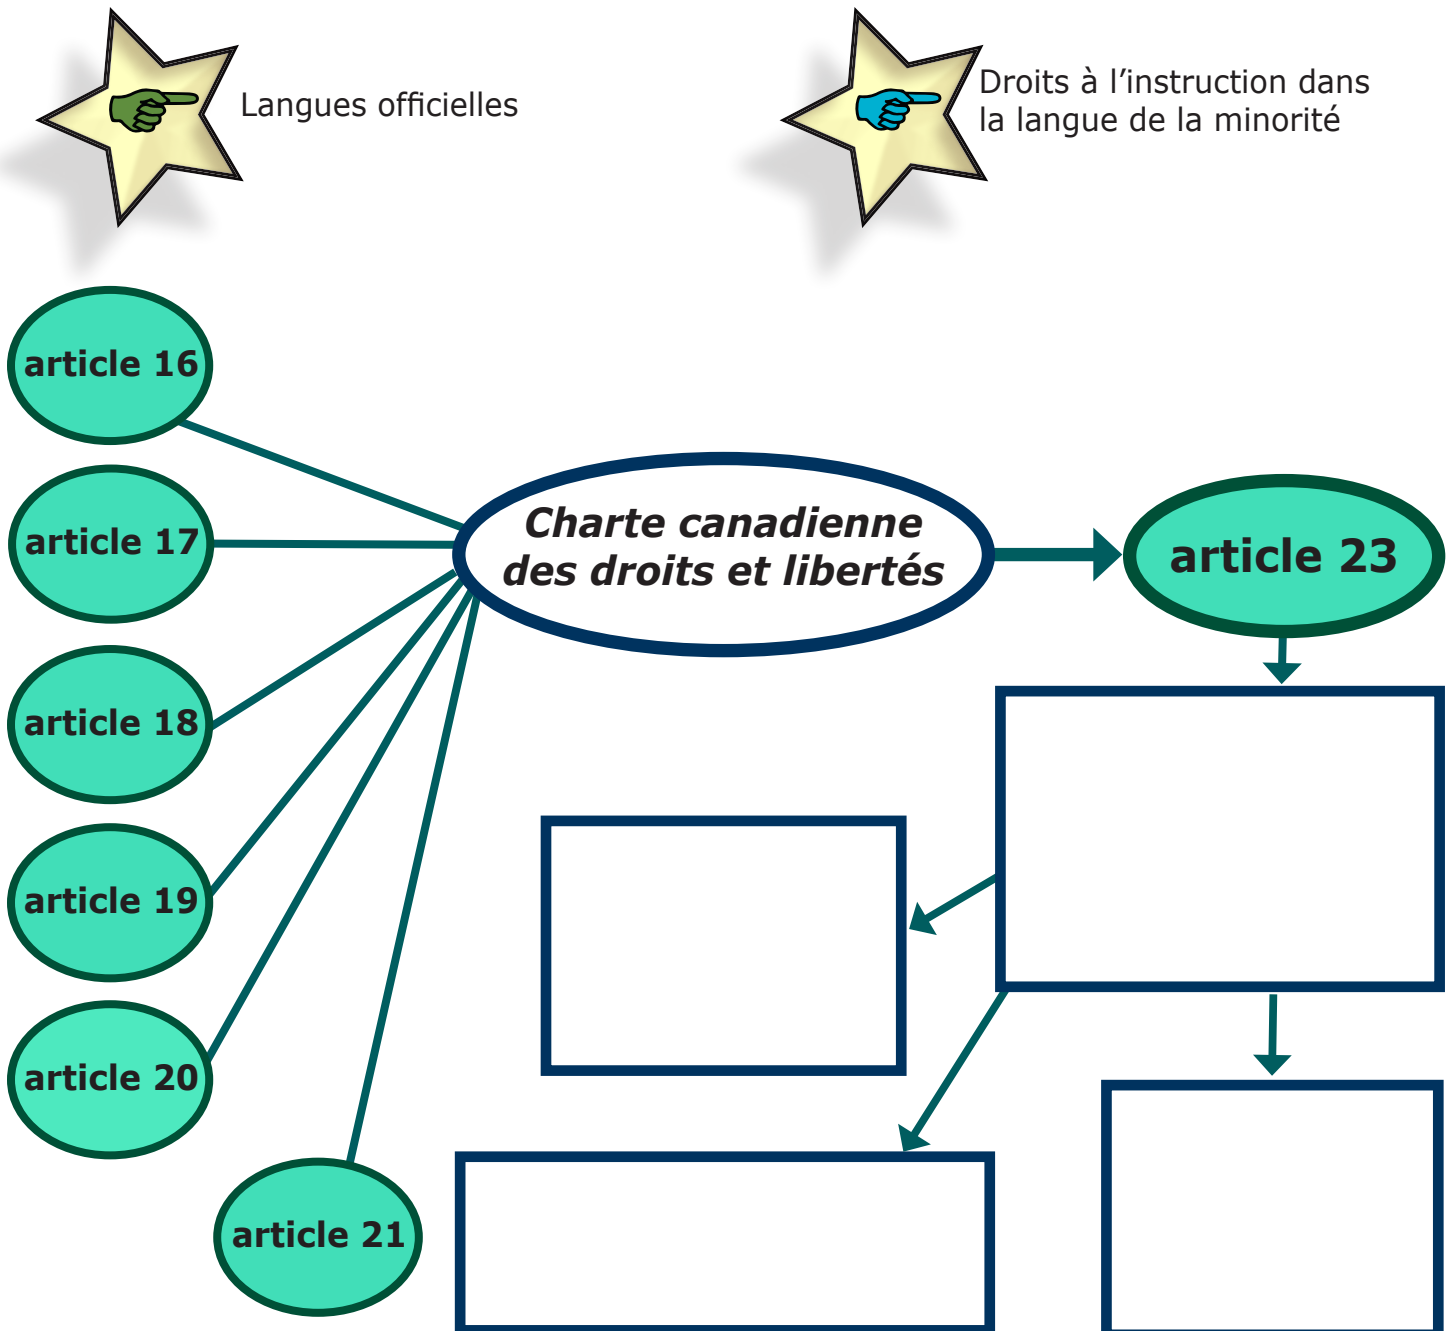 Langues officielles
Droits à l'instruction dans
la langue de la minorité
article 16
article 17
article 18
article 19
article 20
article 21
Charte canadienne
des droits et libertés
article 23